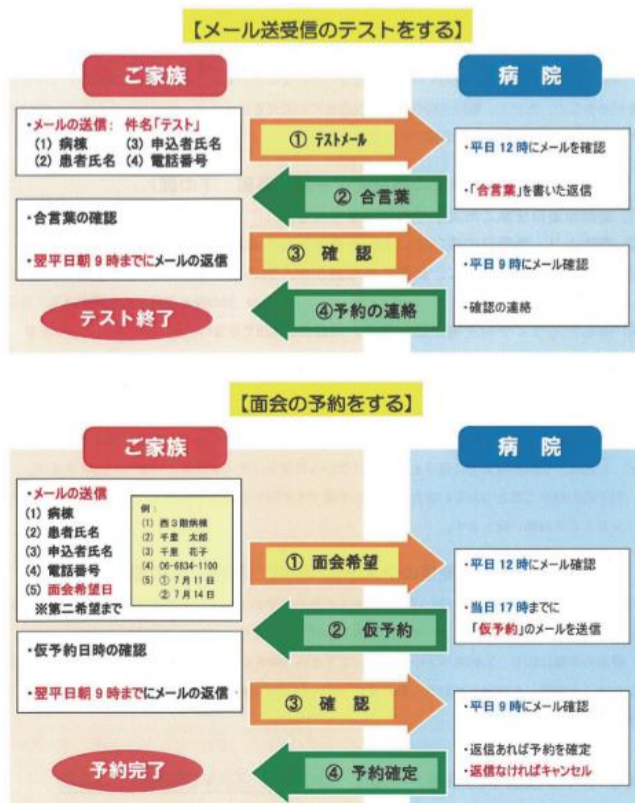 【メール送受信のテストをする】
ご家族
病 院
・メールの送信： 件名「テスト」
(1) 病棟 (3) 申込者氏名
(2) 患者氏名 (4) 電話番号
① テストメール
・平日 12 時にメールを確認
・「合言葉」を書いた返信
② 合言葉
・合言葉の確認
・翌平日朝 9 時までにメールの返信
③ 確 認
・平日 9 時にメール確認
・確認の連絡
④予約の連絡
テスト終了
【面会の予約をする】
ご家族
病 院
・メールの送信
(1) 病棟
(2) 患者氏名
(3) 申込者氏名
(4) 電話番号
(5) 面会希望日
※第二希望まで
例：
(1) 西３階病棟
(2) 千里 太郎
(3) 千里 花子
(4) 06-6834-1100
(5) ① ７月１１日
② ７月１４日
① 面会希望
・平日 12 時にメール確認
・当日 17 時までに
「仮予約」のメールを送信
② 仮予約
・仮予約日時の確認
・翌平日朝 9 時までにメールの返信
③ 確 認
・平日 9 時にメール確認
・返信あれば予約を確定
・返信なければキャンセル
④ 予約確定
予約完了